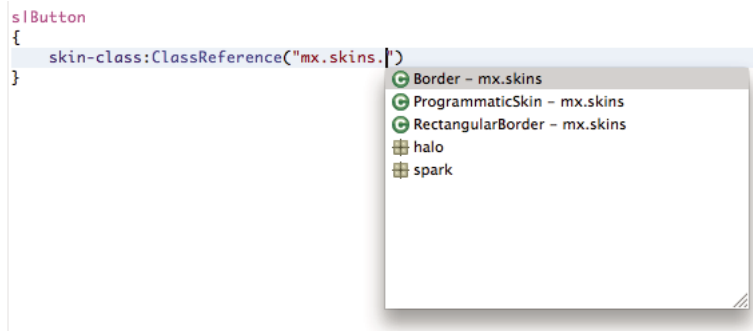 s|Button
{
skin-class:ClassReference("mx.skins.")
}
Border – mx.skins
ProgrammaticSkin – mx.skins
RectangularBorder – mx.skins
halo
spark